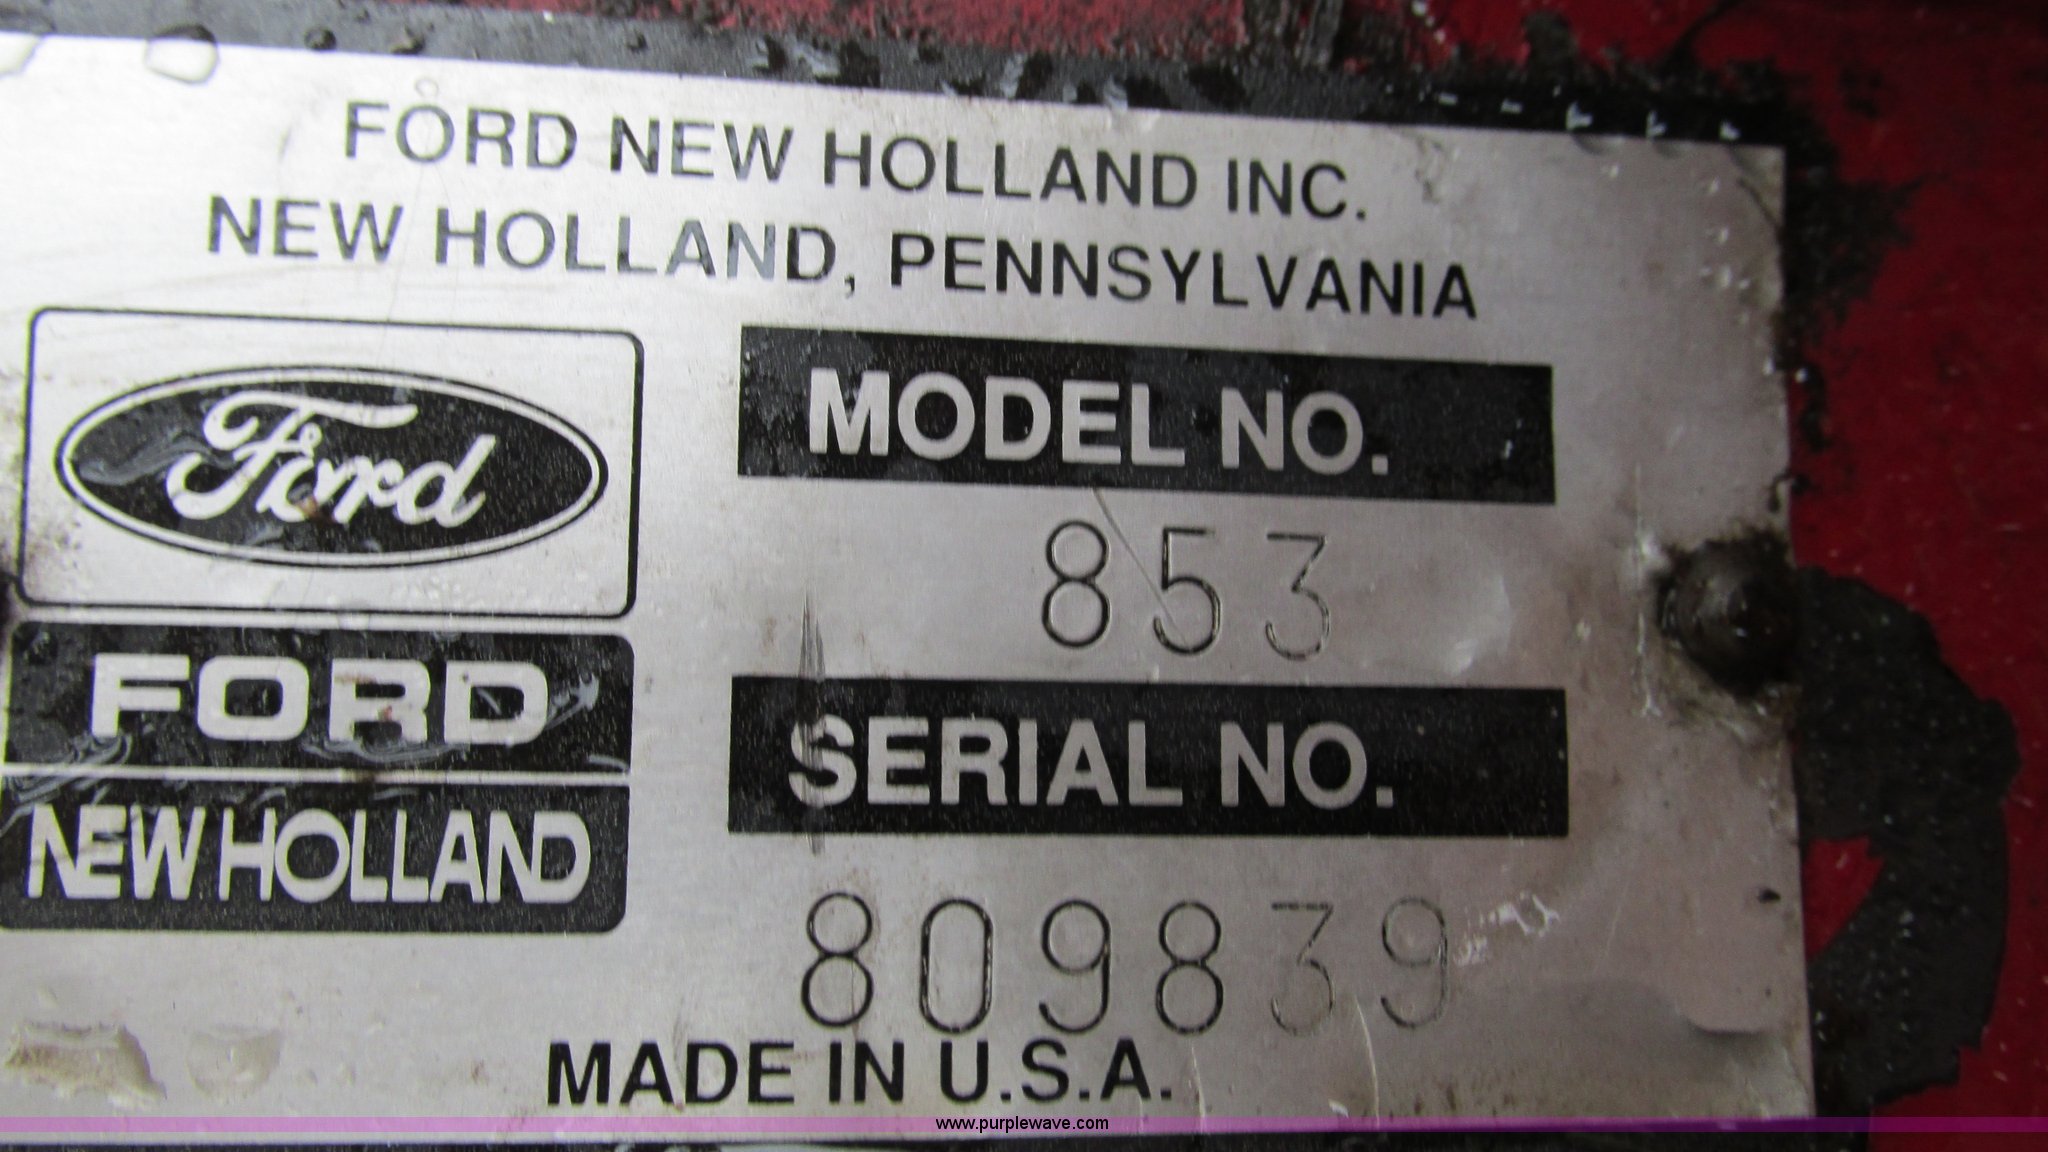 FORD NEW HOLLAND INC.
NEW HOLLAND, PENNSYLVANIA
Ford
FORD
NEW HOLLAND
MODEL NO.
853
SERIAL NO.
809839
MADE IN U.S.A.
www.purplewave.com